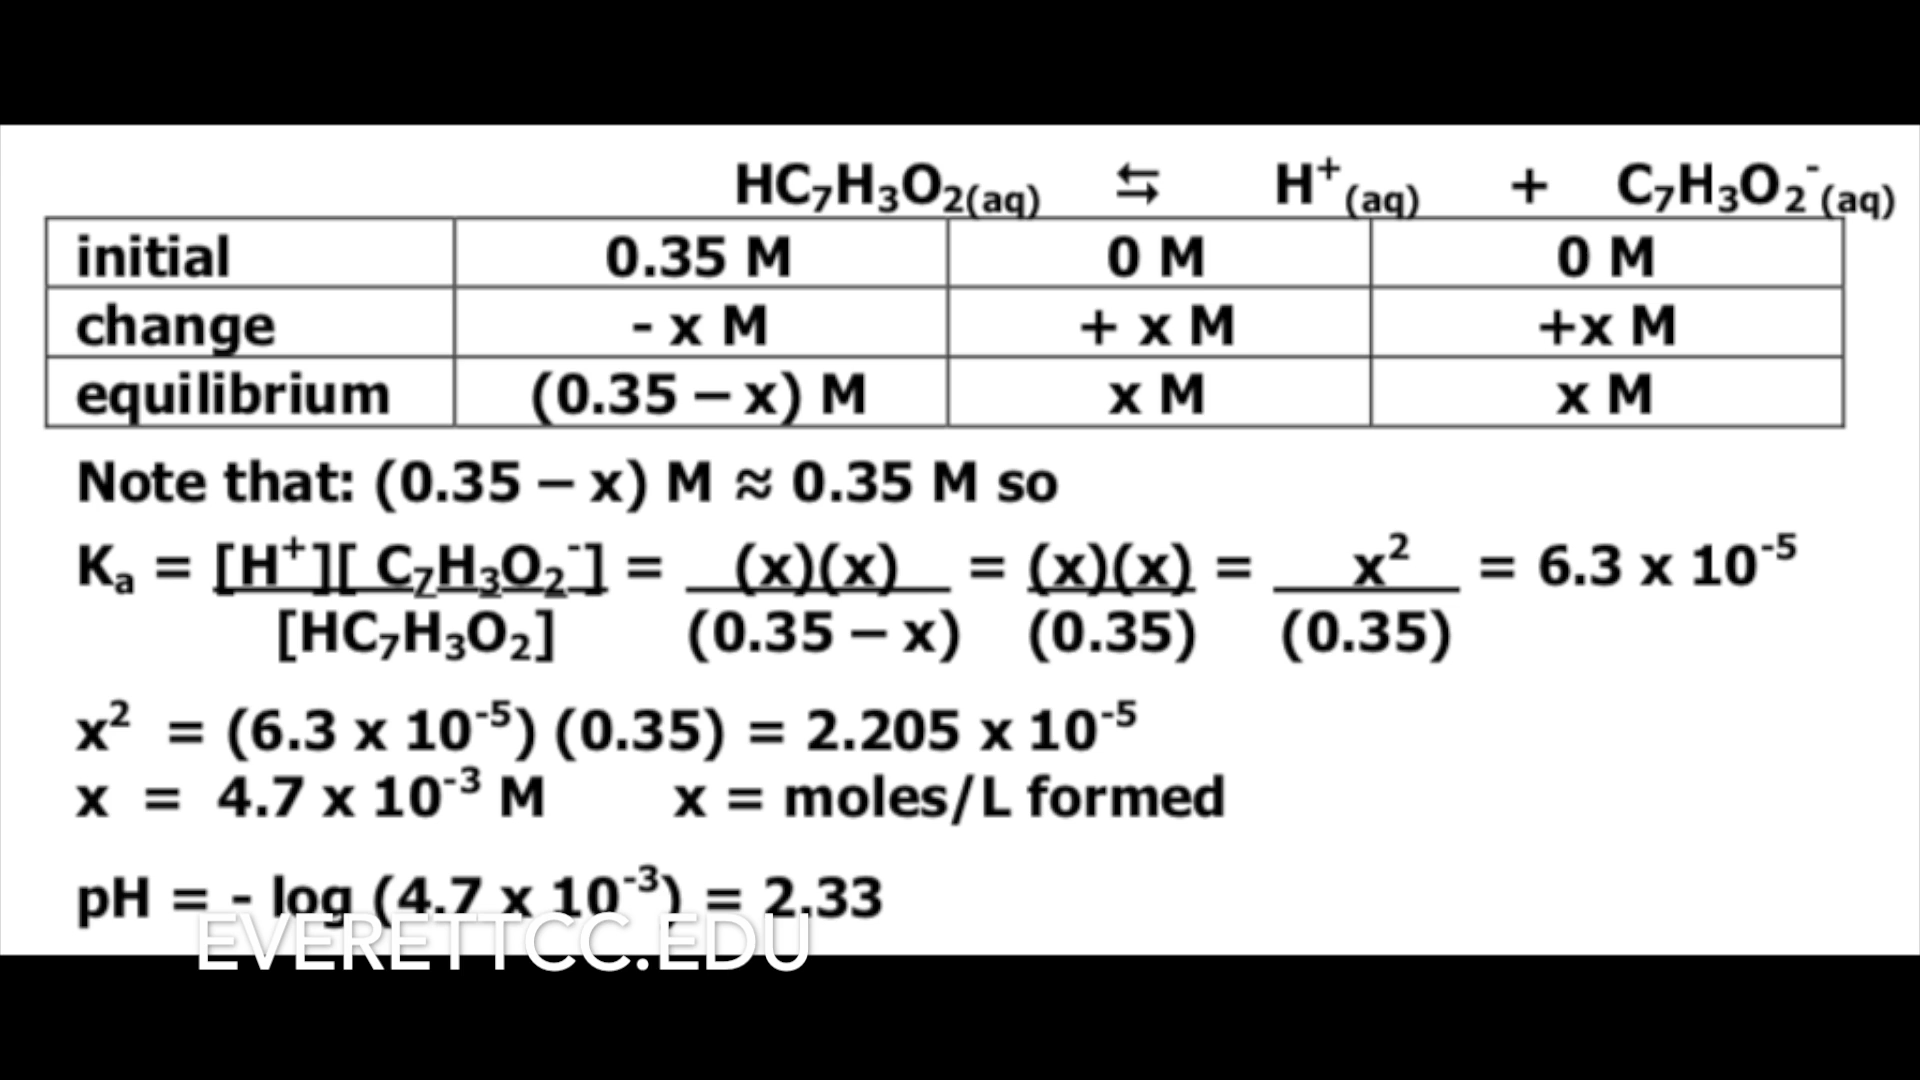 HC₇H₃O₂(aq) ⇆ H⁺(aq) + C₇H₃O₂⁻(aq)
initial 0.35 M 0 M 0 M
change - x M + x M +x M
equilibrium (0.35 – x) M x M x M
Note that: (0.35 – x) M ≈ 0.35 M so
Kₐ = [H⁺][ C₇H₃O₂⁻] = (x)(x) = (x)(x) = x² = 6.3 x 10⁻⁵
[HC₇H₃O₂] (0.35 – x) (0.35) (0.35)
x² = (6.3 x 10⁻⁵) (0.35) = 2.205 x 10⁻⁵
x = 4.7 x 10⁻³ M x = moles/L formed
pH = - log (4.7 x 10⁻³) = 2.33
EVERETTCC.EDU